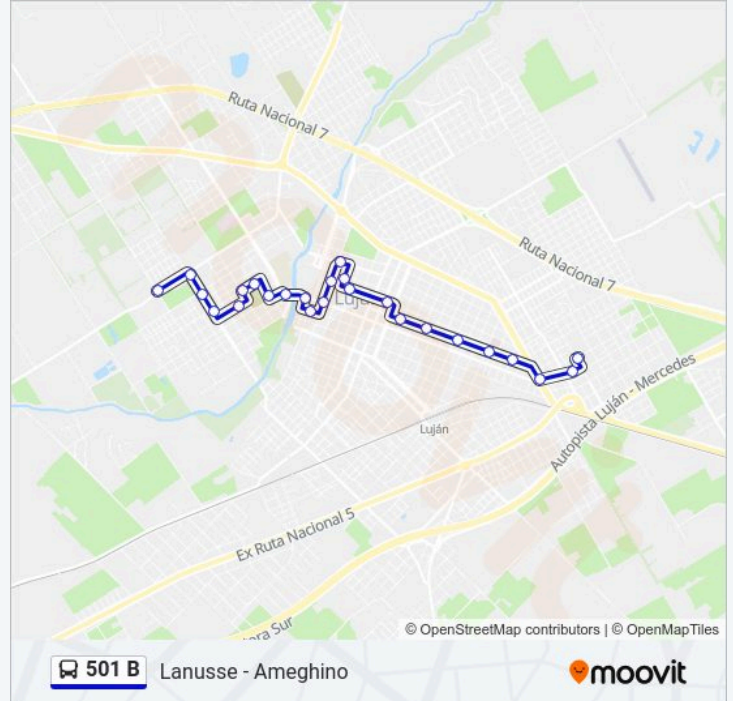 Ruta Nacional 7
Ruta Nacional 7
Luján
Autopista Luján - Mercedes
Ex Ruta Nacional 5
© OpenStreetMap contributors | © OpenMapTiles
501 B Lanusse - Ameghino
moovit